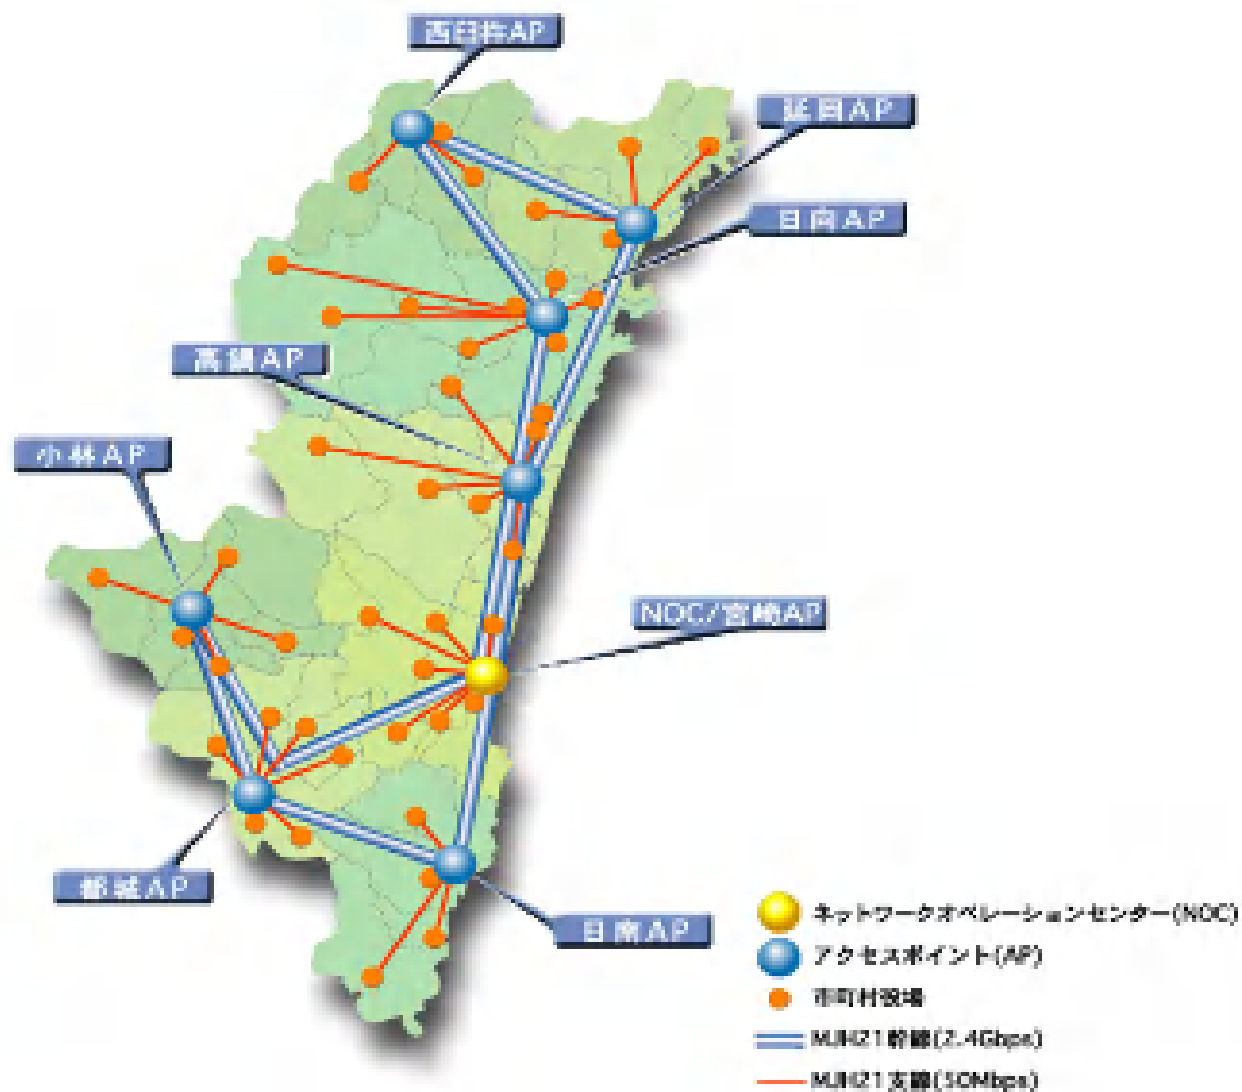 西臼杵AP
延岡AP
日向AP
高鍋AP
小林AP
NOC/宮崎AP
都城AP
日南AP
ネットワークオペレーションセンター(NOC)
アクセスポイント(AP)
市町村役場
MJH21幹線(2.4Gbps)
MJH21支線(50Mbps)